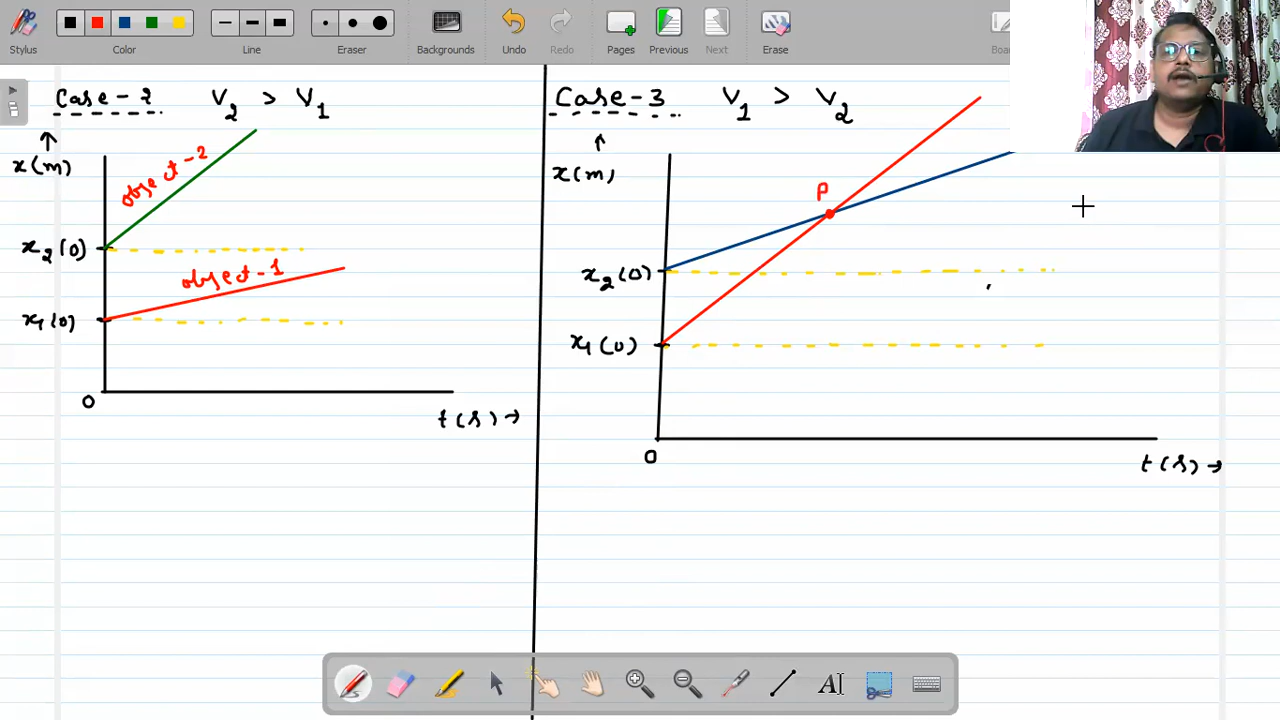 Stylus Color Line Eraser Backgrounds Undo Redo Pages Previous Next Erase
Case-2 V2 > V1
x(m)
object-2
x2(0)
object-1
x1(0)
0
t(s) →
Case-3 V1 > V2
x(m)
P
x2(0)
x1(0)
0
t(s) →